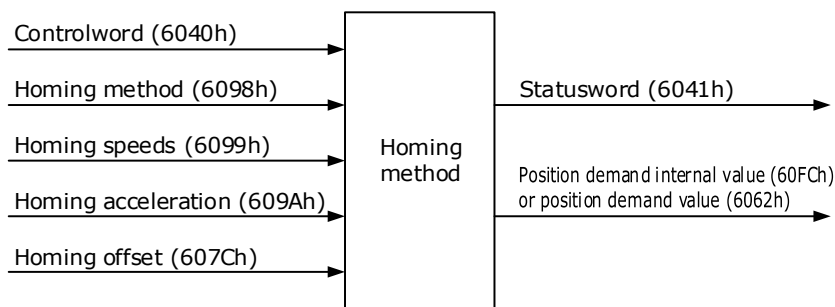 Controlword (6040h)
Homing method (6098h)
Homing speeds (6099h)
Homing acceleration (609Ah)
Homing offset (607Ch)
Homing
method
Statusword (6041h)
Position demand internal value (60FCh)
or position demand value (6062h)